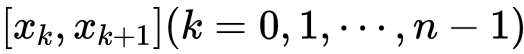 [x_k, x_{k+1}](k = 0, 1, ⋯, n − 1)